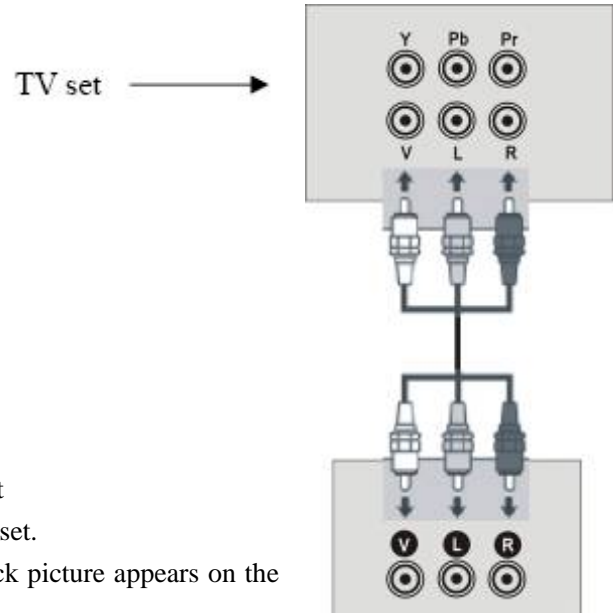 Y Pb Pr
TV set
V L R
t
set.
ck picture appears on the
V L R